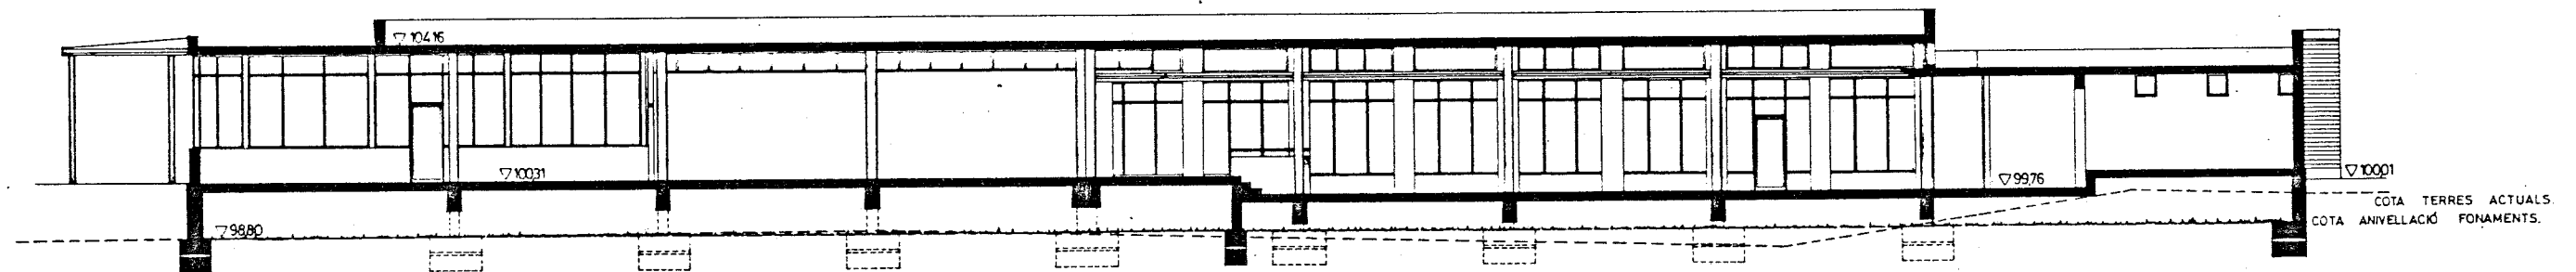 ▽ 104.16
▽ 100.31
▽ 100.01
▽ 99.76
COTA TERRES ACTUALS.
COTA ANIVELLACIÓ FONAMENTS.
▽ 98.80